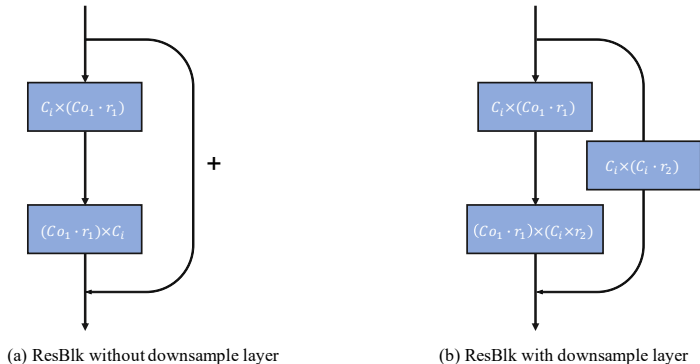 C_i×(Co_1·r_1)
(Co_1·r_1)×C_i
+
(a) ResBlk without downsample layer
C_i×(Co_1·r_1)
C_i×(C_i·r_2)
(Co_1·r_1)×(C_i×r_2)
(b) ResBlk with downsample layer